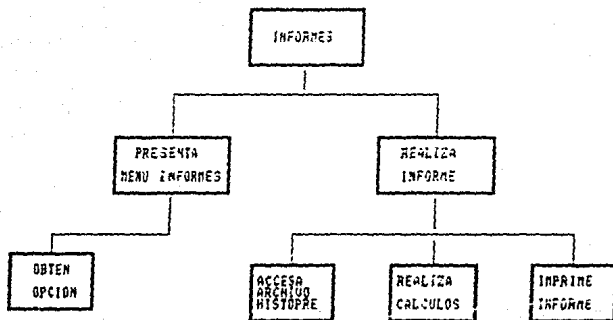 INFORMES
PRESENTA
MENU INFORMES
REALIZA
INFORME
OBTEN
OPCION
ACCESA
ARCHIVO
HISTOPRE
REALIZA
CALCULOS
IMPRIME
INFORME